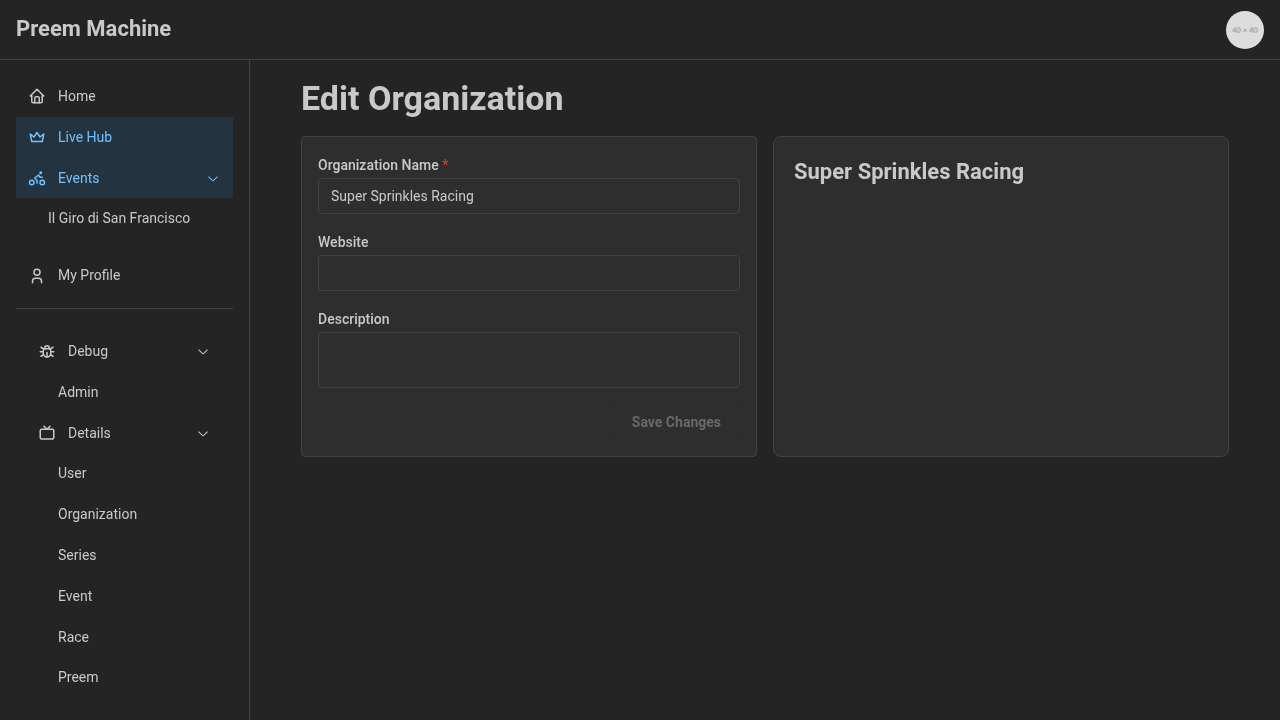 Preem Machine
40 × 40
Home
Live Hub
Events
Il Giro di San Francisco
My Profile
Debug
Admin
Details
User
Organization
Series
Event
Race
Preem
Edit Organization
Organization Name *
Super Sprinkles Racing
Website
Description
Save Changes
Super Sprinkles Racing